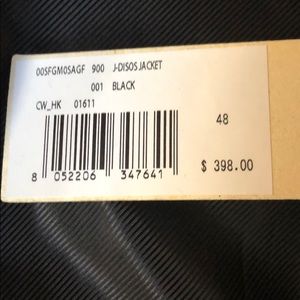 00SFGM0SAGF 900 J-DISOS JACKET
001 BLACK
CW_HK 01611
48
8 052206 347641
$ 398.00